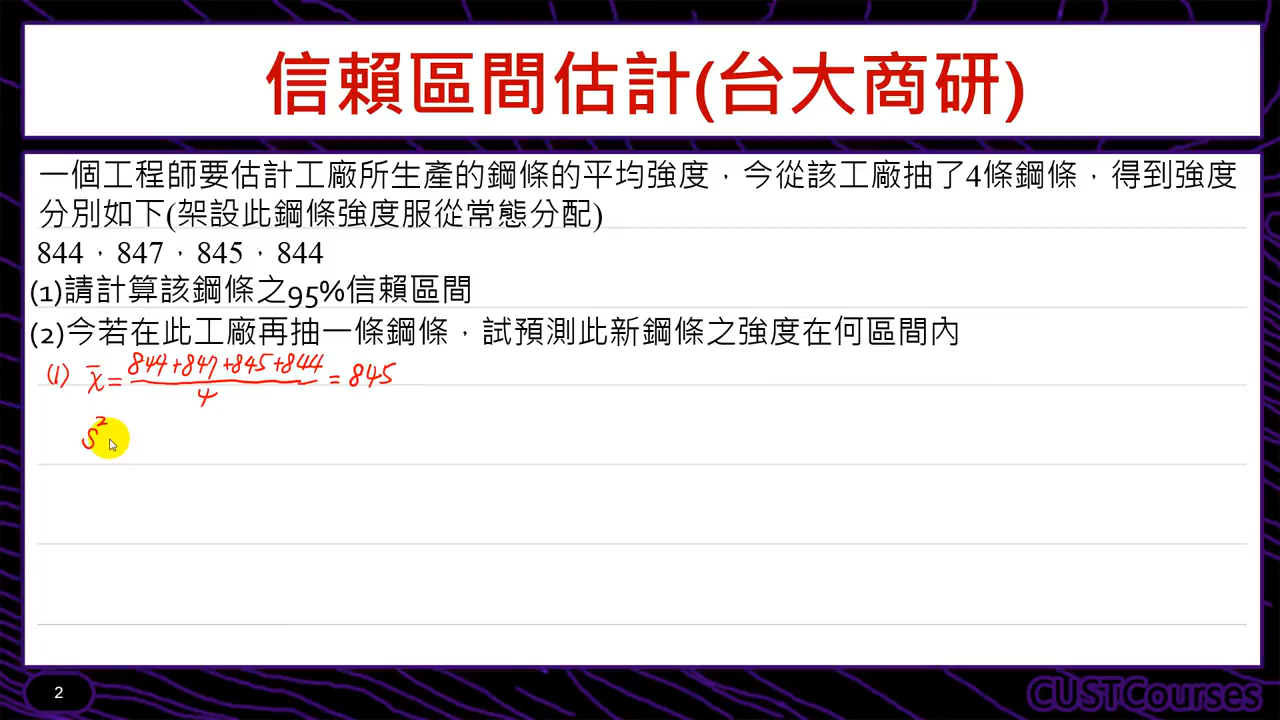 信賴區間估計(台大商研)
一個工程師要估計工廠所生產的鋼條的平均強度，今從該工廠抽了4條鋼條，得到強度
分別如下(架設此鋼條強度服從常態分配)
844，847，845，844
(1)請計算該鋼條之95%信賴區間
(2)今若在此工廠再抽一條鋼條，試預測此新鋼條之強度在何區間內
(1) x̄ = (844+847+845+844)/4 = 845
S²
2
CUSTCourses